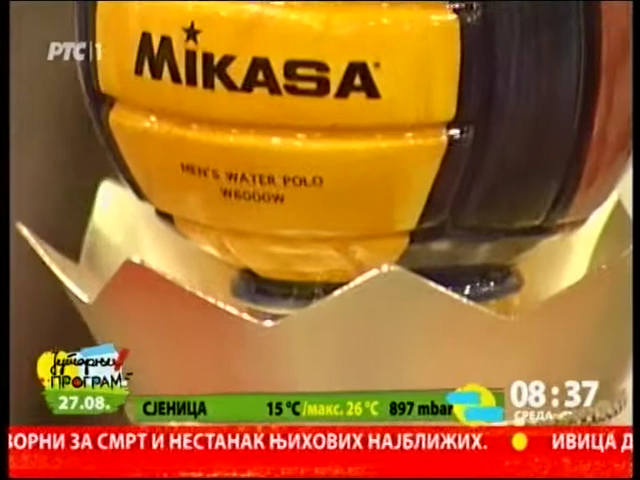 РТС 1
MIKASA
MEN'S WATER POLO
W6000W
Јутарњи
ПРОГРАМ
27.08.
СЈЕНИЦА 15 °C/макс. 26 °C 897 mbar
08:37
СРЕДА
ВОРНИ ЗА СМРТ И НЕСТАНАК ЊИХОВИХ НАЈБЛИЖИХ. ИВИЦА Д